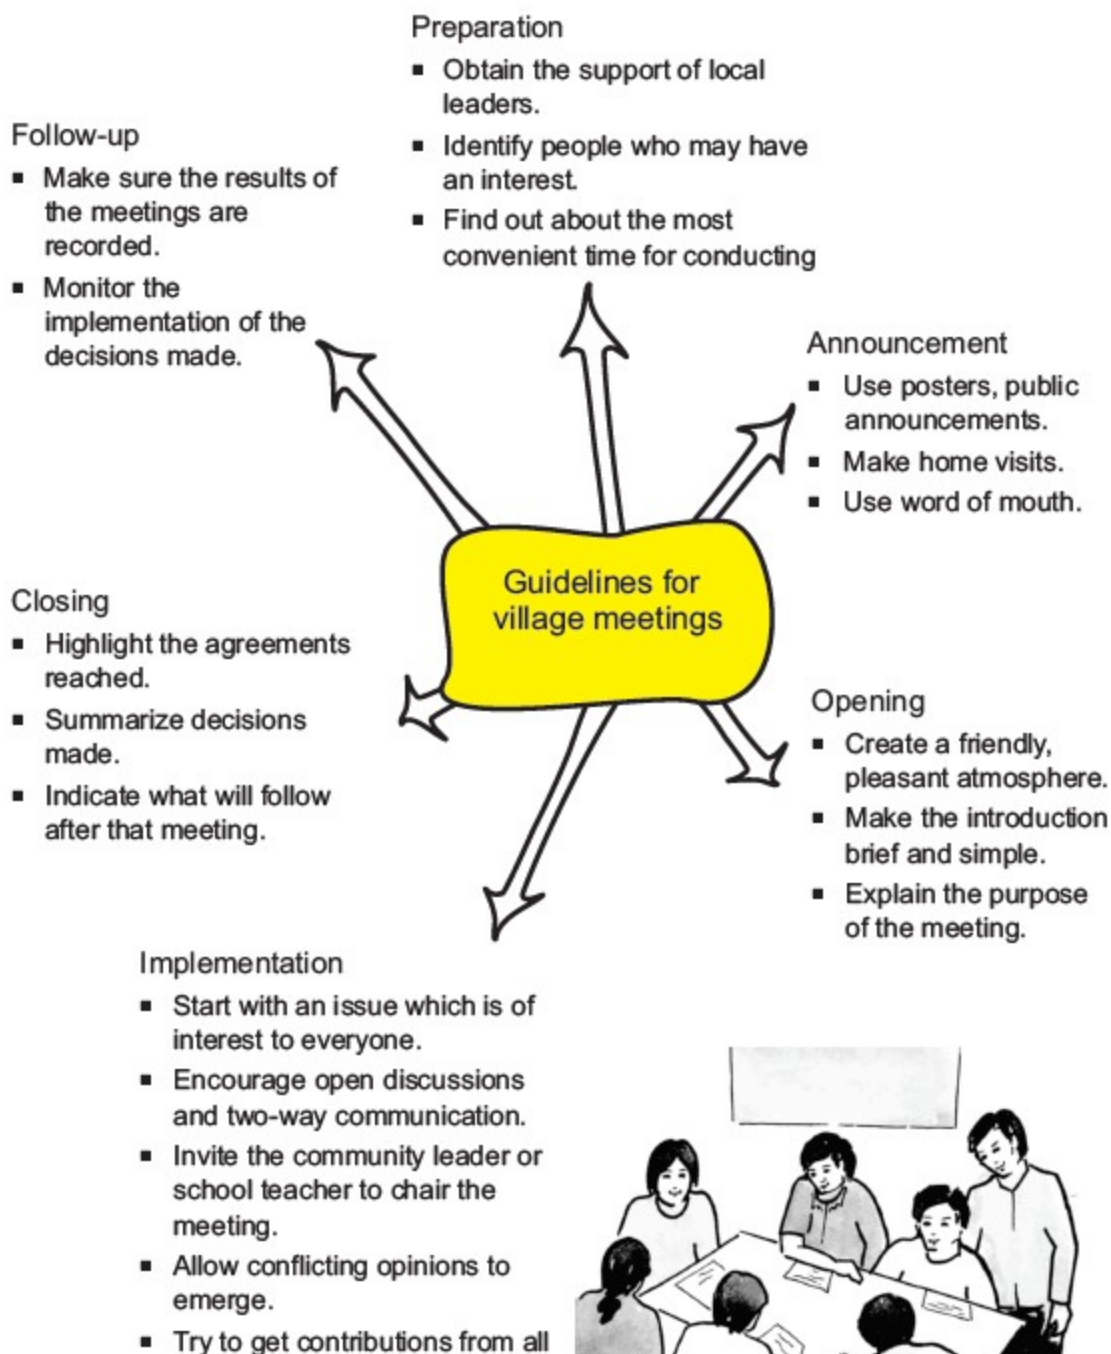 Preparation
▪ Obtain the support of local
leaders.
▪ Identify people who may have
an interest.
▪ Find out about the most
convenient time for conducting
Follow-up
▪ Make sure the results of
the meetings are
recorded.
▪ Monitor the
implementation of the
decisions made.
Announcement
▪ Use posters, public
announcements.
▪ Make home visits.
▪ Use word of mouth.
Guidelines for
village meetings
Closing
▪ Highlight the agreements
reached.
▪ Summarize decisions
made.
▪ Indicate what will follow
after that meeting.
Opening
▪ Create a friendly,
pleasant atmosphere.
▪ Make the introduction
brief and simple.
▪ Explain the purpose
of the meeting.
Implementation
▪ Start with an issue which is of
interest to everyone.
▪ Encourage open discussions
and two-way communication.
▪ Invite the community leader or
school teacher to chair the
meeting.
▪ Allow conflicting opinions to
emerge.
▪ Try to get contributions from all